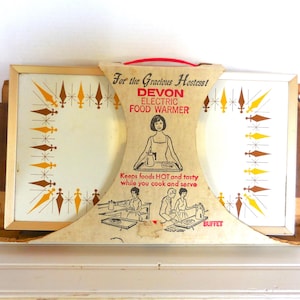 For the Gracious Hostess!
DEVON
ELECTRIC
FOOD WARMER
Keeps foods HOT and tasty
while you cook and serve
BUFFET